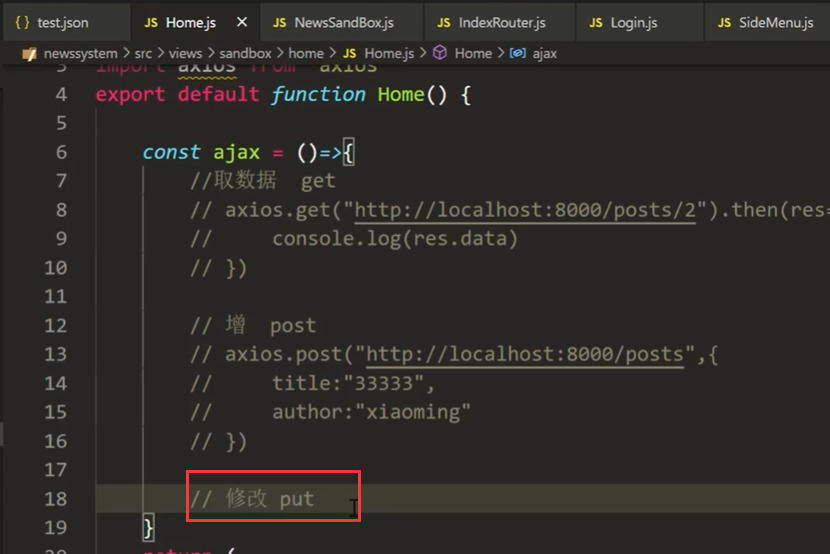 {} test.json JS Home.js × JS NewsSandBox.js JS IndexRouter.js JS Login.js JS SideMenu.js
newssystem > src > views > sandbox > home > JS Home.js > Home > ajax
3 import axios from 'axios'
4 export default function Home() {
5
6 const ajax = ()=>{
7 //取数据 get
8 // axios.get("http://localhost:8000/posts/2").then(res=
9 // console.log(res.data)
10 // })
11
12 // 增 post
13 // axios.post("http://localhost:8000/posts",{
14 // title:"33333",
15 // author:"xiaoming"
16 // })
17
18 // 修改 put
19 }
20 return (